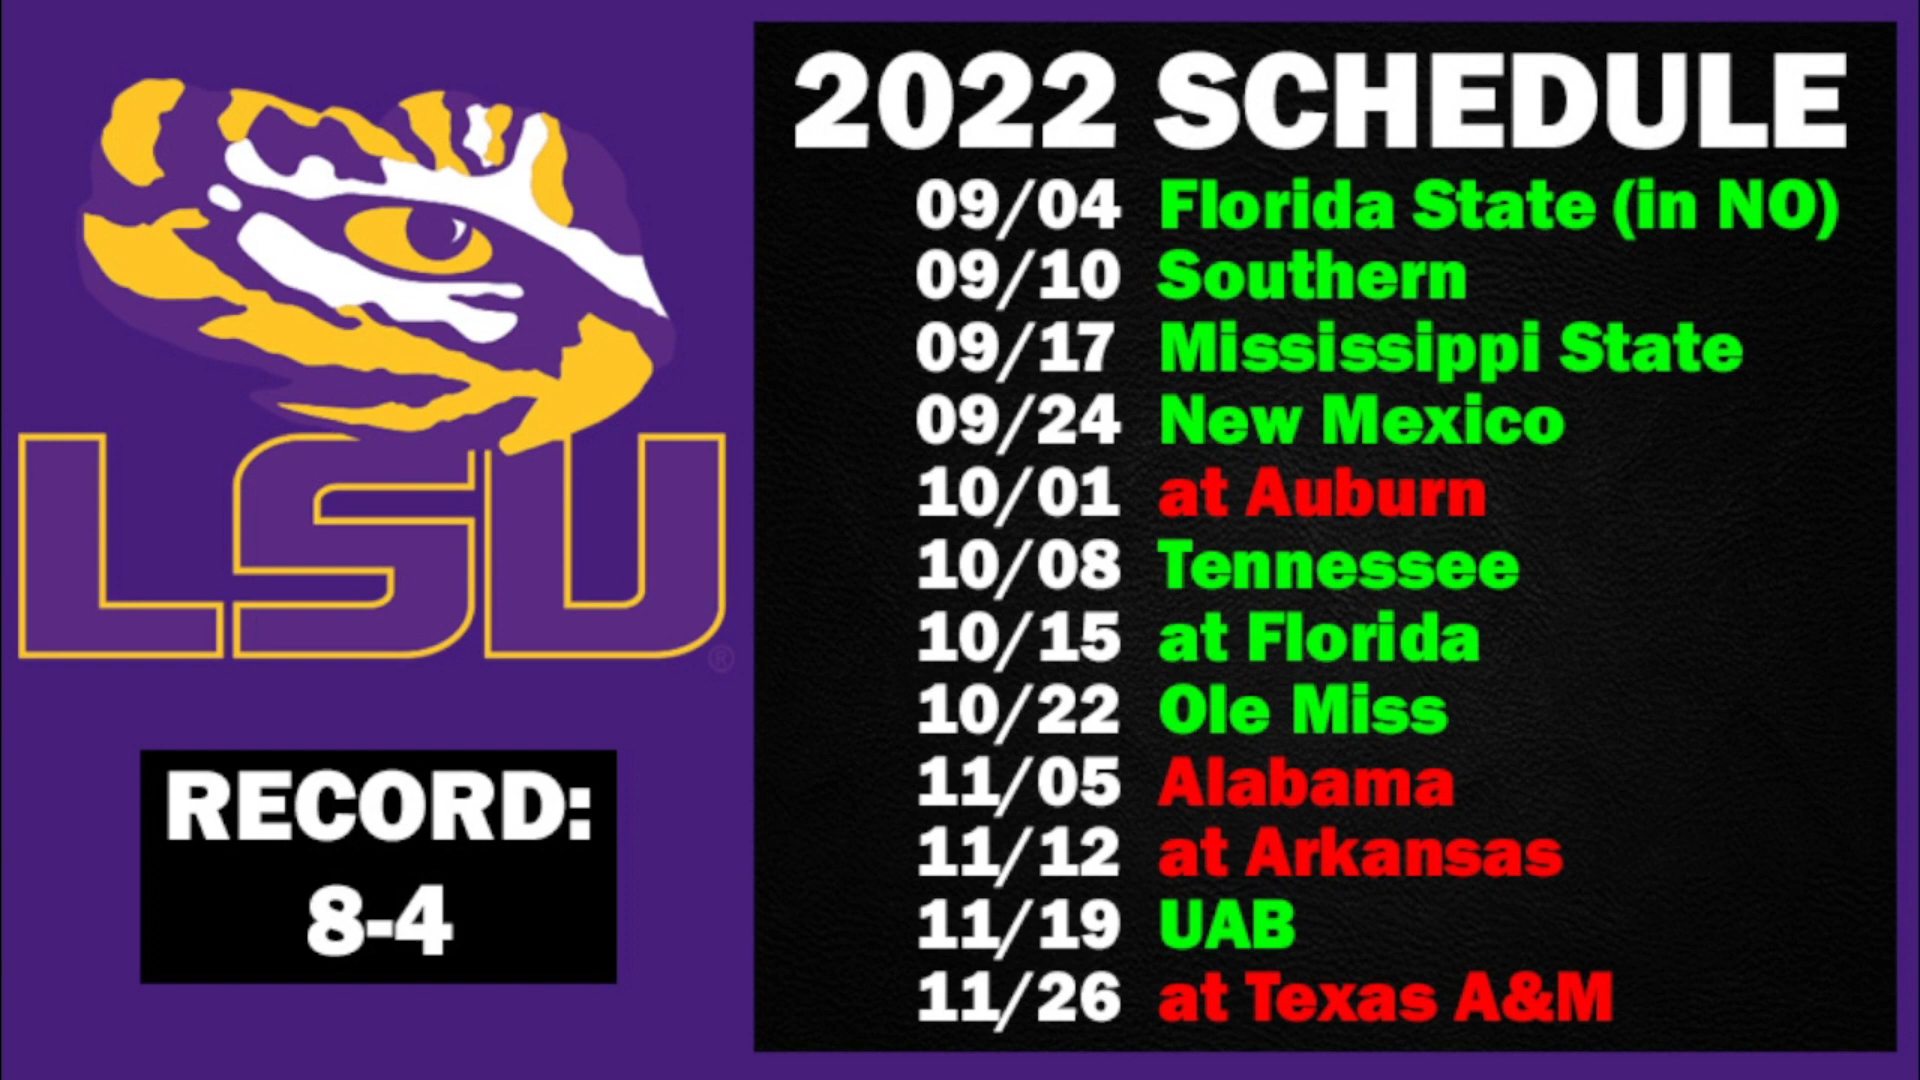 LSU
®
RECORD:
8-4
2022 SCHEDULE
09/04 Florida State (in NO)
09/10 Southern
09/17 Mississippi State
09/24 New Mexico
10/01 at Auburn
10/08 Tennessee
10/15 at Florida
10/22 Ole Miss
11/05 Alabama
11/12 at Arkansas
11/19 UAB
11/26 at Texas A&M